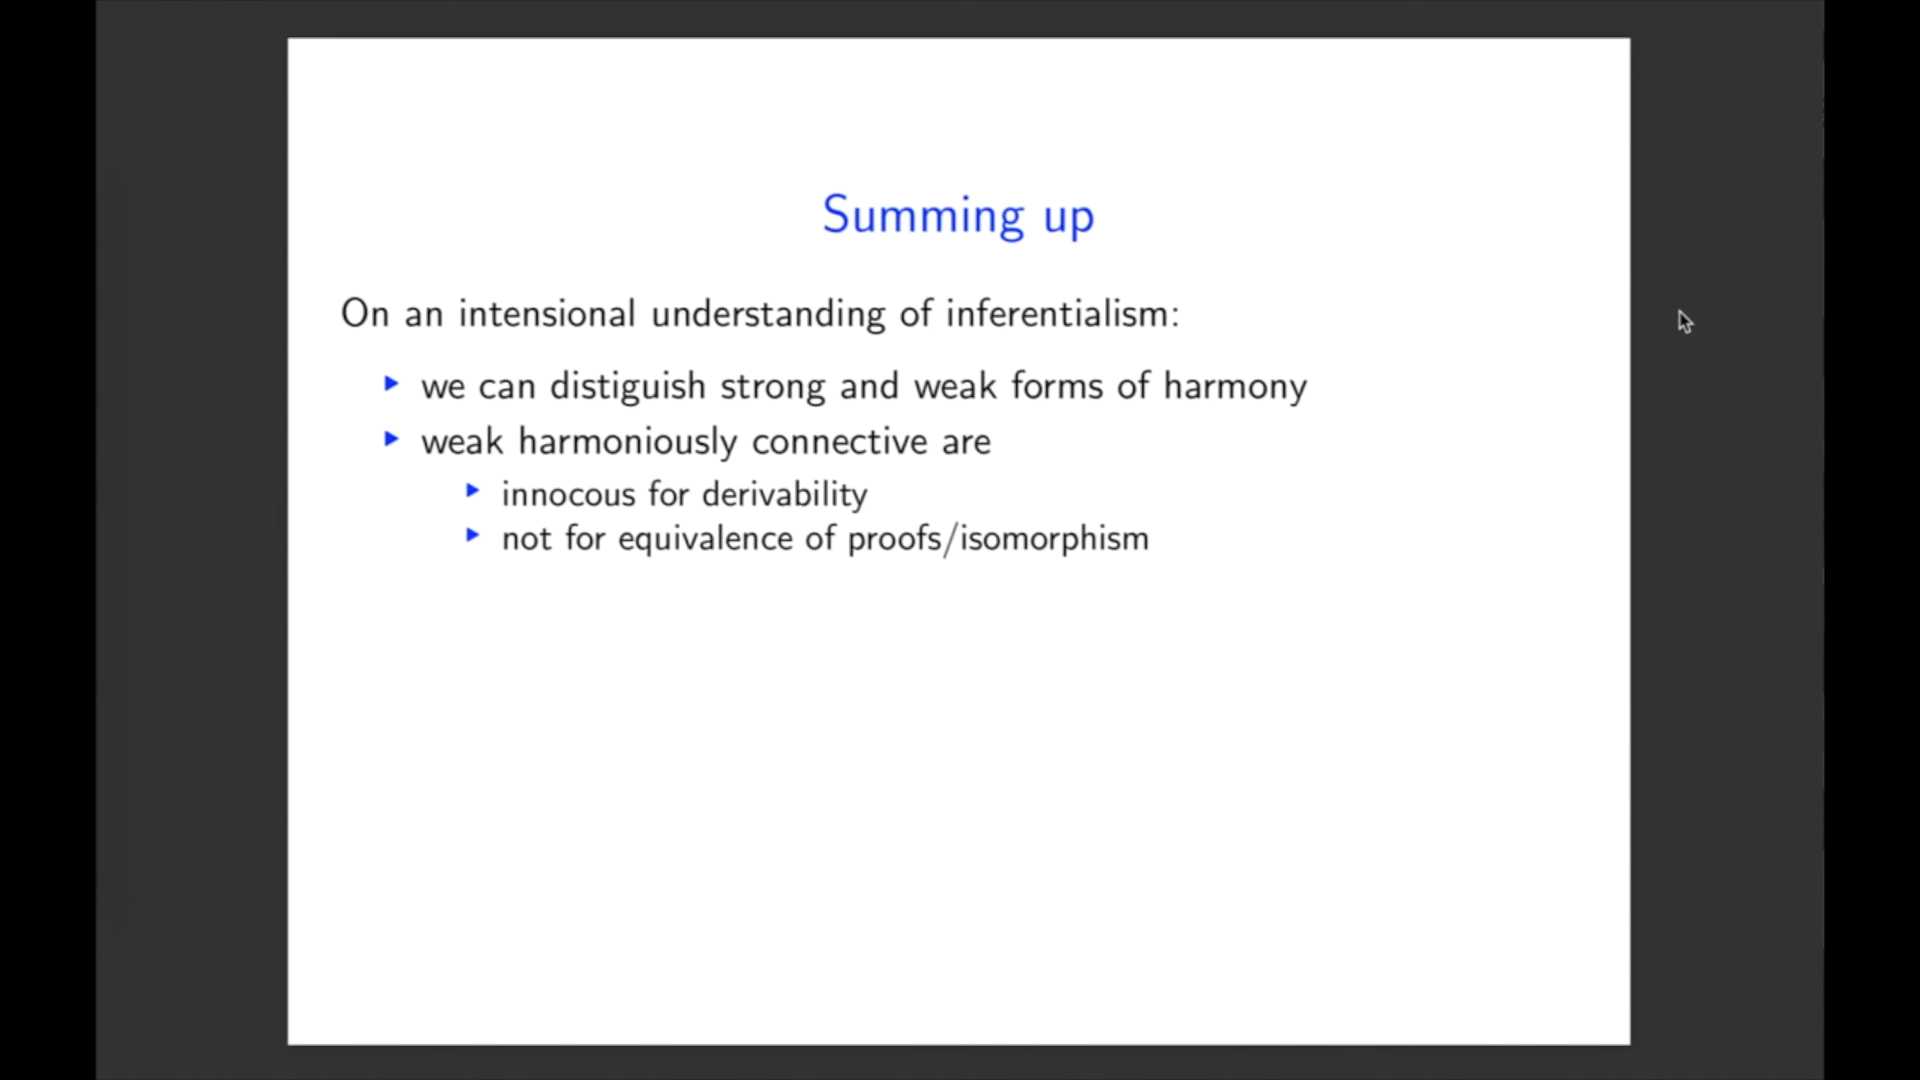 Summing up
On an intensional understanding of inferentialism:
we can distiguish strong and weak forms of harmony
weak harmoniously connective are
innocous for derivability
not for equivalence of proofs/isomorphism